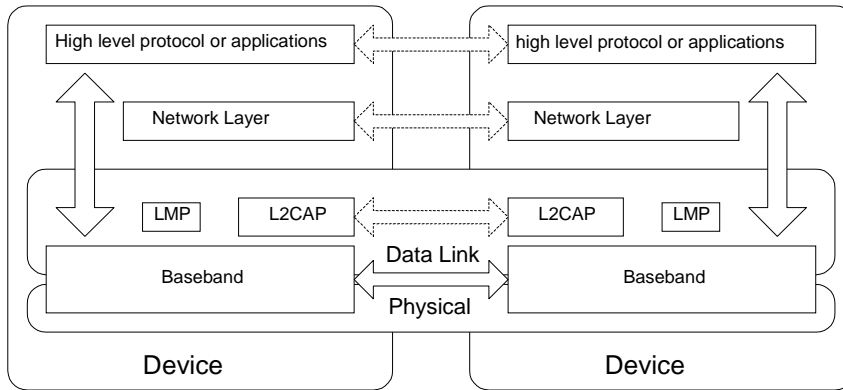 High level protocol or applications
high level protocol or applications
Network Layer
Network Layer
LMP
L2CAP
L2CAP
LMP
Data Link
Baseband
Baseband
Physical
Device
Device